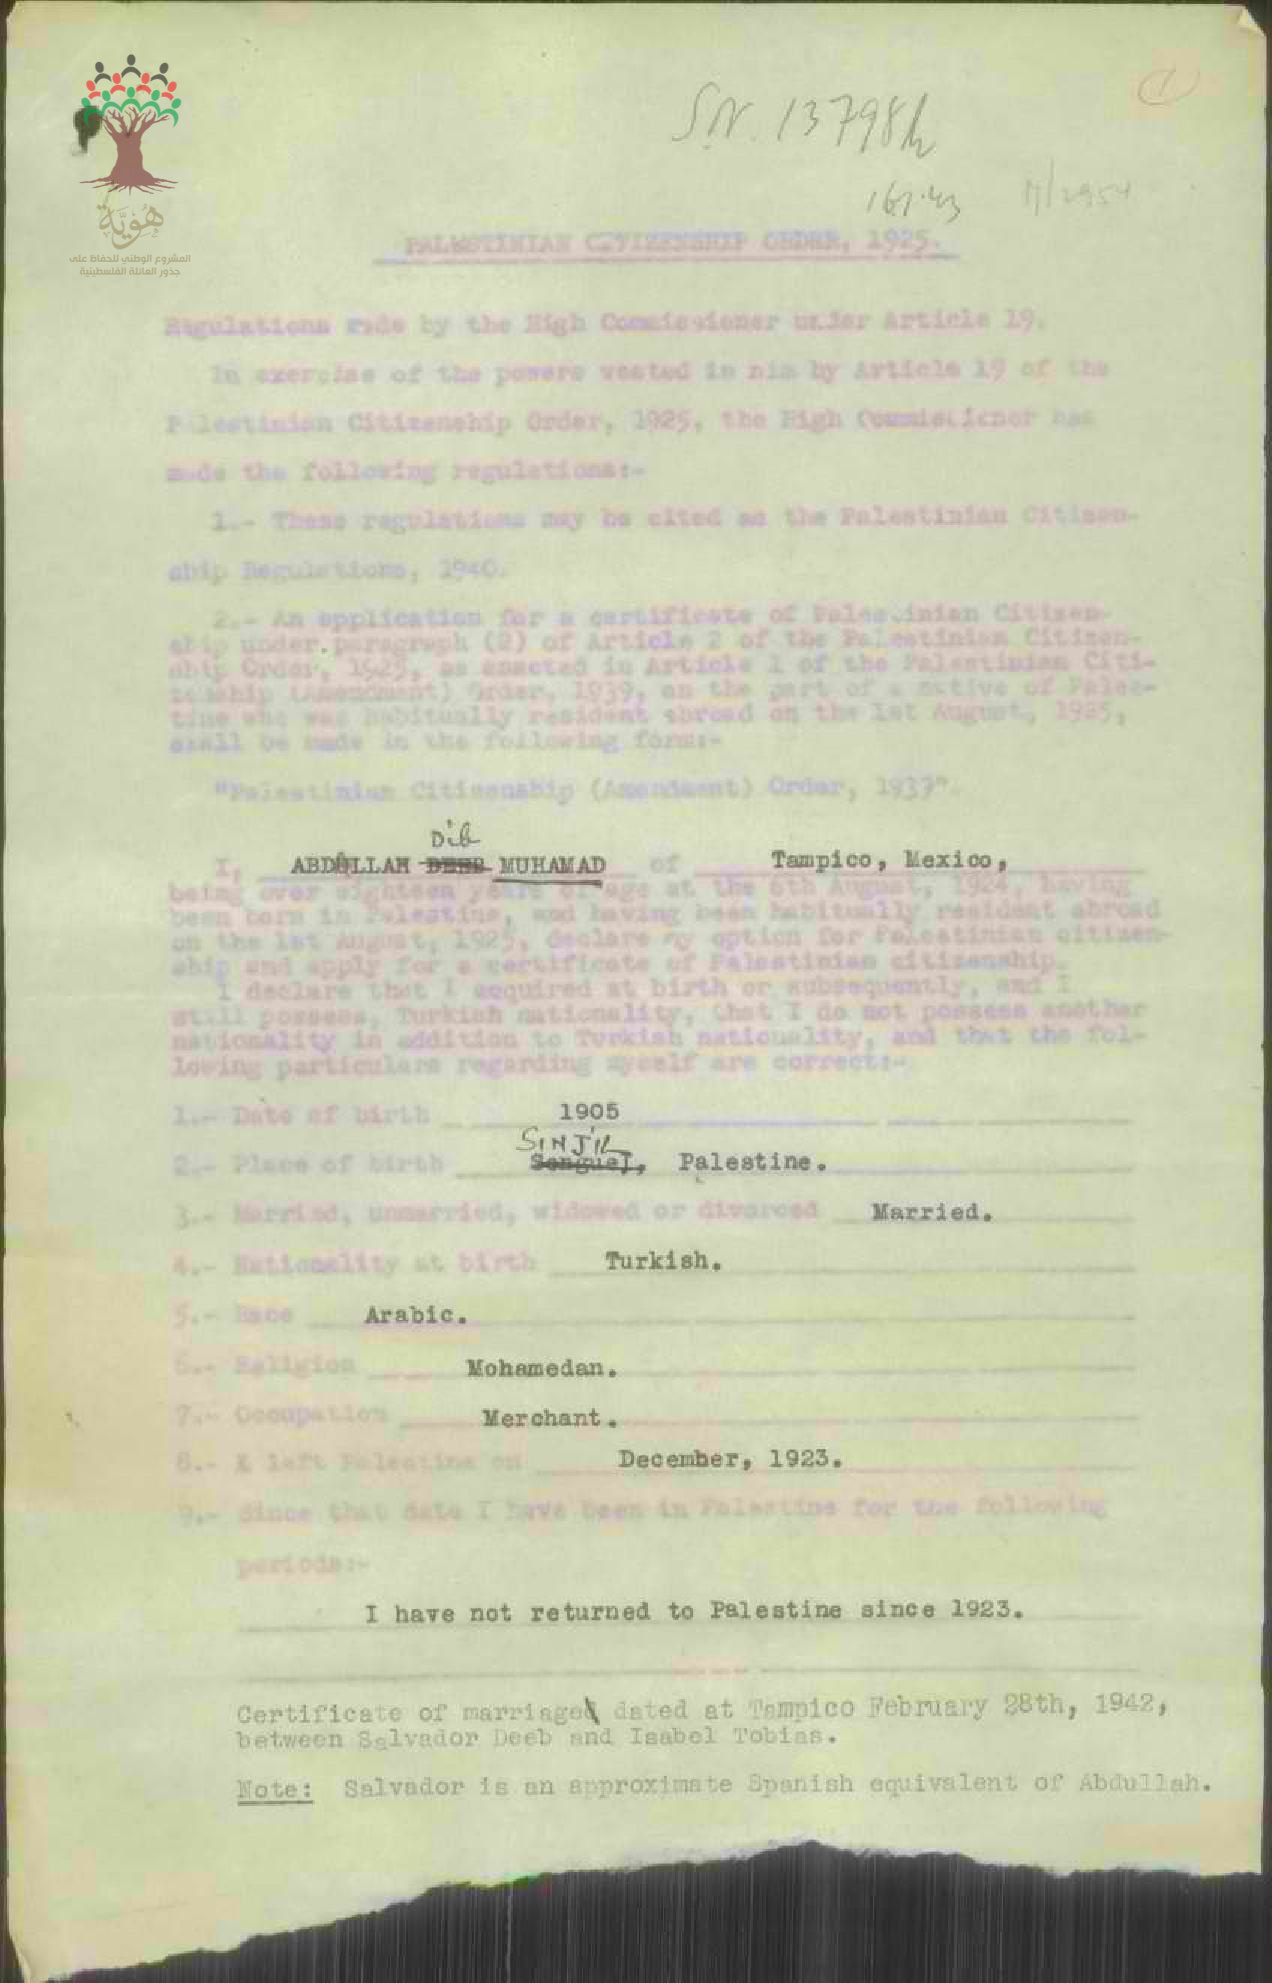 هُوِيَّة
المشروع الوطني للحفاظ على
جذور العائلة الفلسطينية
1
S.N. 13798
PALESTINIAN CITIZENSHIP ORDER, 1925.
Regulations made by the High Commissioner under Article 19.
In exercise of the powers vested in him by Article 19 of the
Palestinian Citizenship Order, 1925, the High Commissioner has
made the following regulations:-
1.- These regulations may be cited as the Palestinian Citizen-
ship Regulations, 1940.
2.- An application for a certificate of Palestinian Citizen-
ship under paragraph (2) of Article 2 of the Palestinian Citizen-
ship Order, 1925, as enacted in Article 1 of the Palestinian Citi-
zenship (Amendment) Order, 1939, on the part of a native of Pales-
tine who was habitually resident abroad on the 1st August, 1925,
shall be made in the following form:-
"Palestinian Citizenship (Amendment) Order, 1939".
Dib
I, ABDULLAH DEEB MUHAMAD of Tampico, Mexico,
being over eighteen years of age at the 6th August, 1924, having
been born in Palestine, and having been habitually resident abroad
on the 1st August, 1925, declare my option for Palestinian citizen-
ship and apply for a certificate of Palestinian citizenship.
I declare that I acquired at birth or subsequently, and I
still possess, Turkish nationality, that I do not possess another
nationality in addition to Turkish nationality, and that the fol-
lowing particulars regarding myself are correct:-
1.- Date of birth 1905
SINJIL
2.- Place of birth Senguel, Palestine.
3.- Married, unmarried, widowed or divorced Married.
4.- Nationality at birth Turkish.
5.- Race Arabic.
6.- Religion Mohamedan.
7.- Occupation Merchant.
8.- I left Palestine on December, 1923.
9.- Since that date I have been in Palestine for the following
periods:-
I have not returned to Palestine since 1923.
Certificate of marriage dated at Tampico February 28th, 1942,
between Salvador Deeb and Isabel Tobias.
Note: Salvador is an approximate Spanish equivalent of Abdullah.